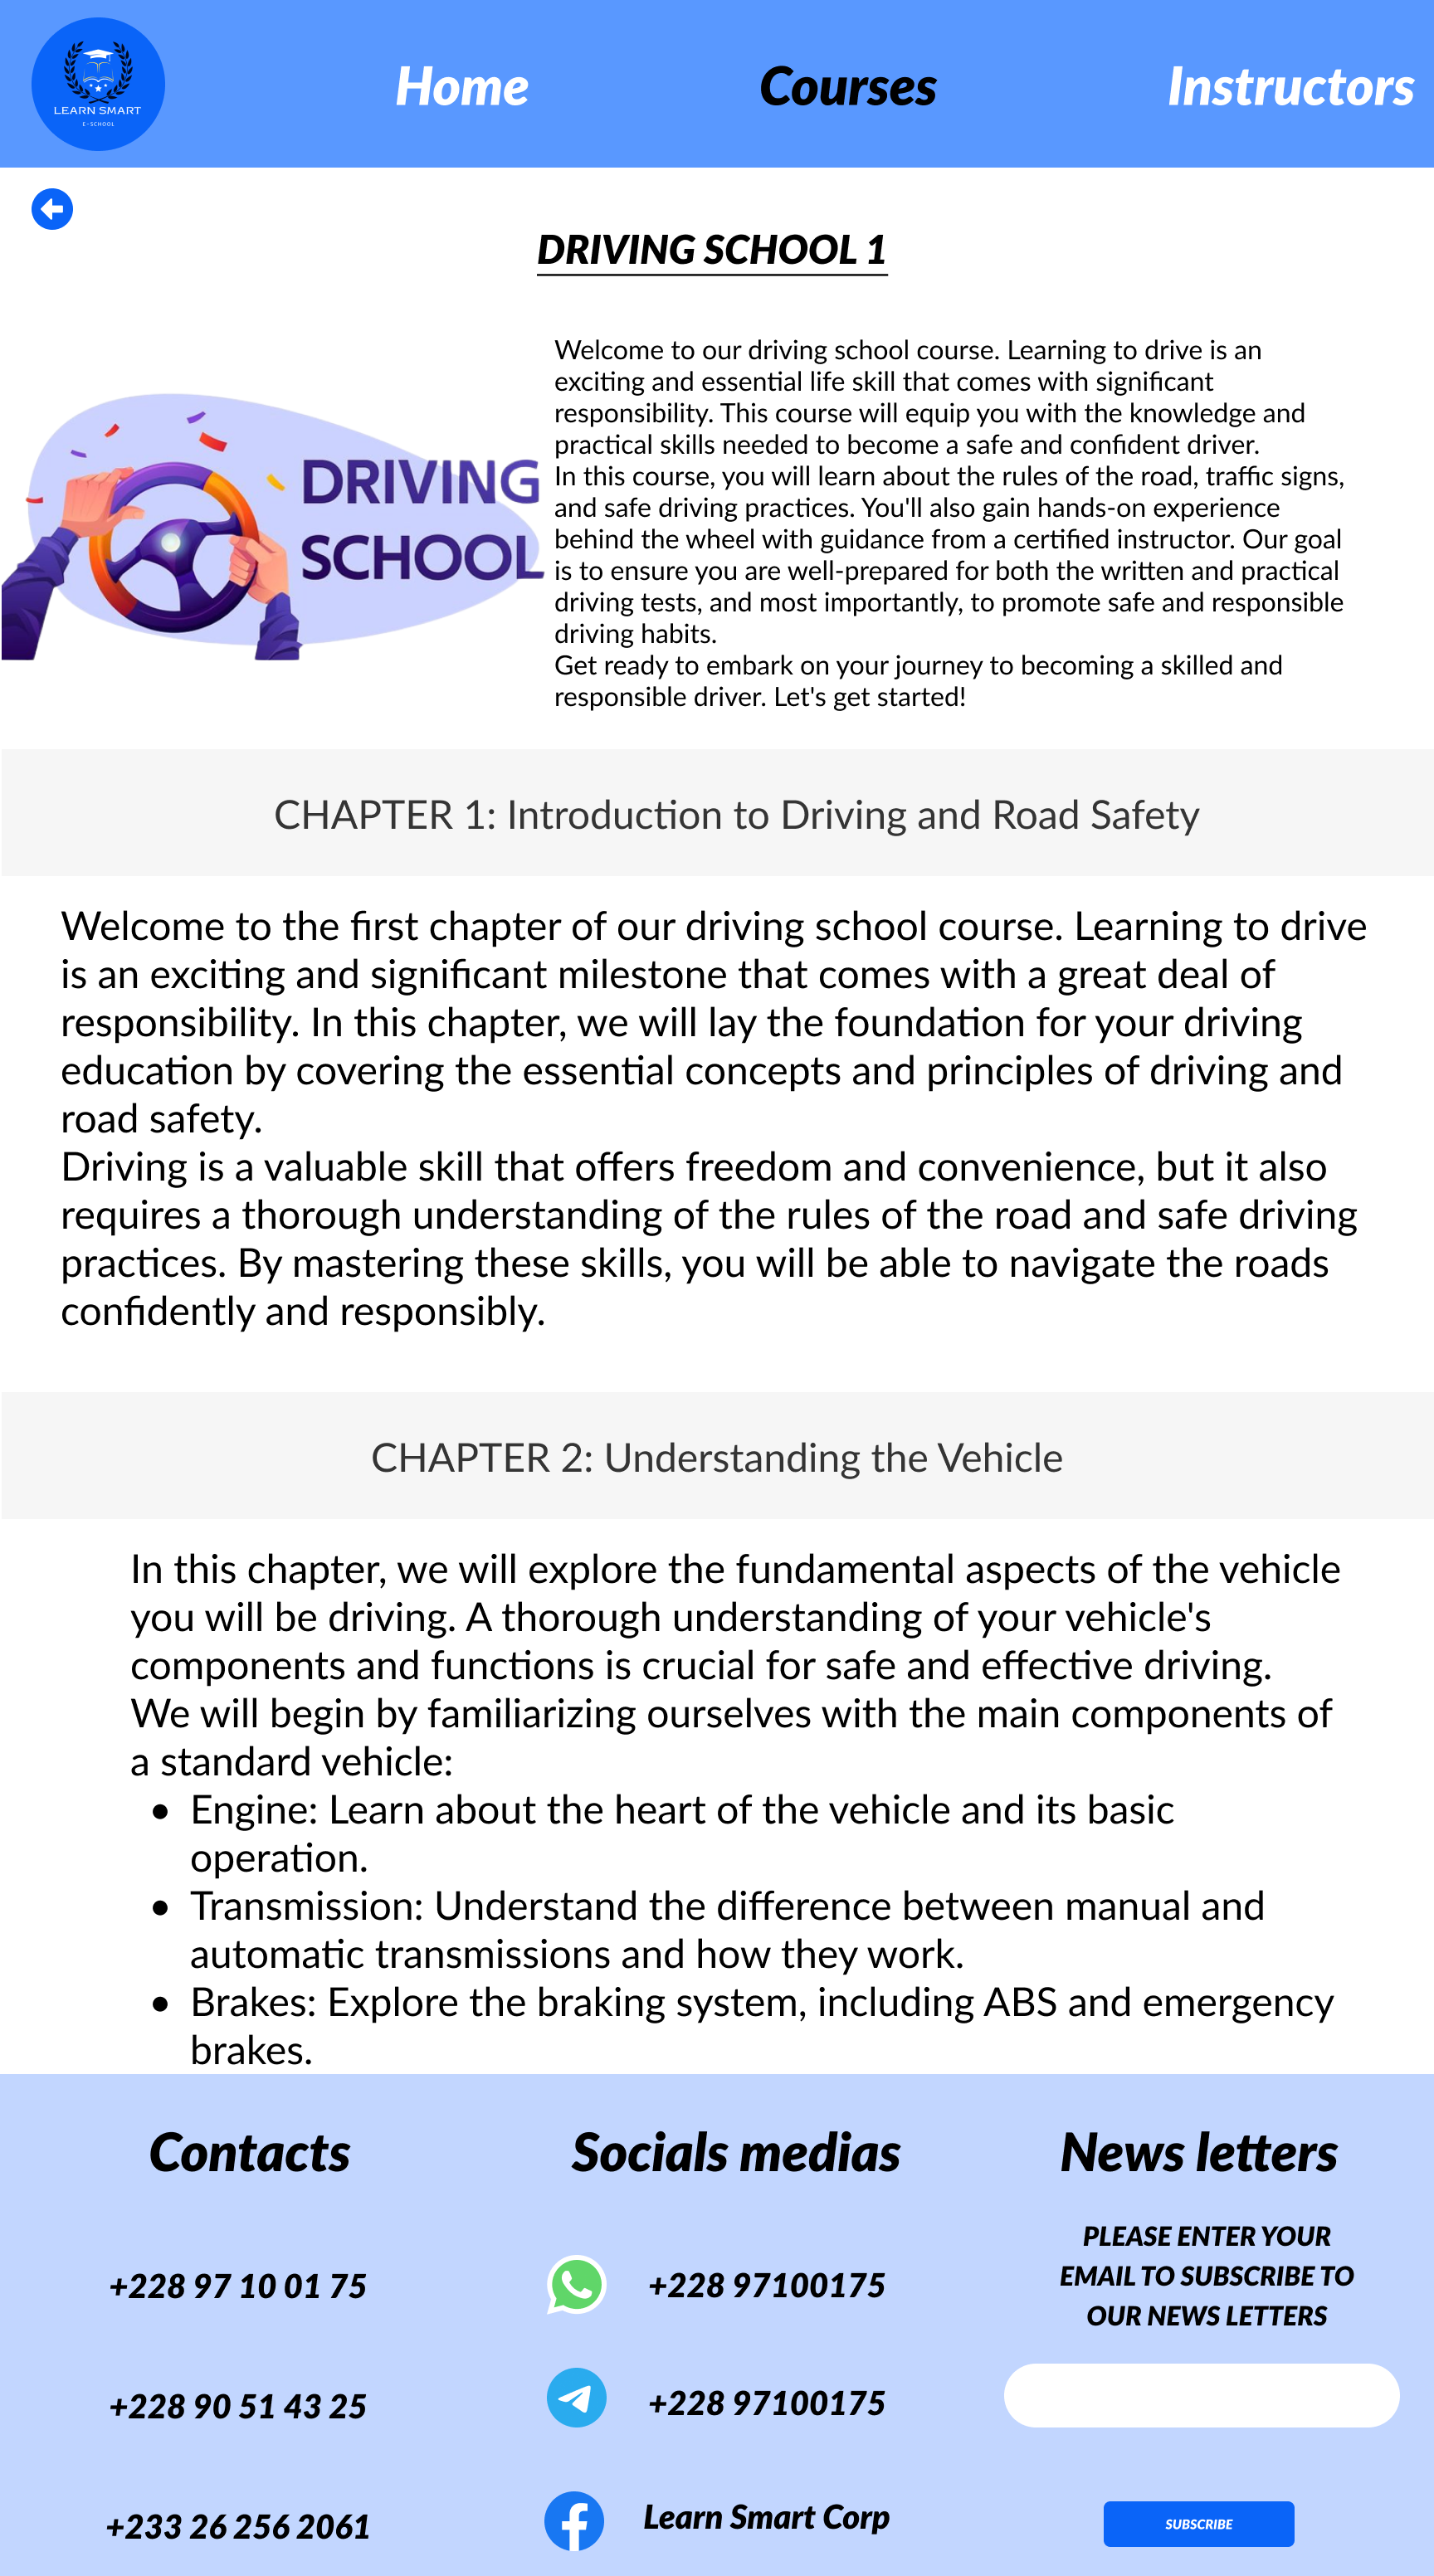 LEARN SMART
E-SCHOOL
Home
Courses
Instructors
DRIVING SCHOOL 1
DRIVING
SCHOOL
Welcome to our driving school course. Learning to drive is an
exciting and essential life skill that comes with significant
responsibility. This course will equip you with the knowledge and
practical skills needed to become a safe and confident driver.
In this course, you will learn about the rules of the road, traffic signs,
and safe driving practices. You'll also gain hands-on experience
behind the wheel with guidance from a certified instructor. Our goal
is to ensure you are well-prepared for both the written and practical
driving tests, and most importantly, to promote safe and responsible
driving habits.
Get ready to embark on your journey to becoming a skilled and
responsible driver. Let's get started!
CHAPTER 1: Introduction to Driving and Road Safety
Welcome to the first chapter of our driving school course. Learning to drive
is an exciting and significant milestone that comes with a great deal of
responsibility. In this chapter, we will lay the foundation for your driving
education by covering the essential concepts and principles of driving and
road safety.
Driving is a valuable skill that offers freedom and convenience, but it also
requires a thorough understanding of the rules of the road and safe driving
practices. By mastering these skills, you will be able to navigate the roads
confidently and responsibly.
CHAPTER 2: Understanding the Vehicle
In this chapter, we will explore the fundamental aspects of the vehicle
you will be driving. A thorough understanding of your vehicle's
components and functions is crucial for safe and effective driving.
We will begin by familiarizing ourselves with the main components of
a standard vehicle:
• Engine: Learn about the heart of the vehicle and its basic
operation.
• Transmission: Understand the difference between manual and
automatic transmissions and how they work.
• Brakes: Explore the braking system, including ABS and emergency
brakes.
Contacts
+228 97 10 01 75
+228 90 51 43 25
+233 26 256 2061
Socials medias
+228 97100175
+228 97100175
Learn Smart Corp
News letters
PLEASE ENTER YOUR
EMAIL TO SUBSCRIBE TO
OUR NEWS LETTERS
SUBSCRIBE